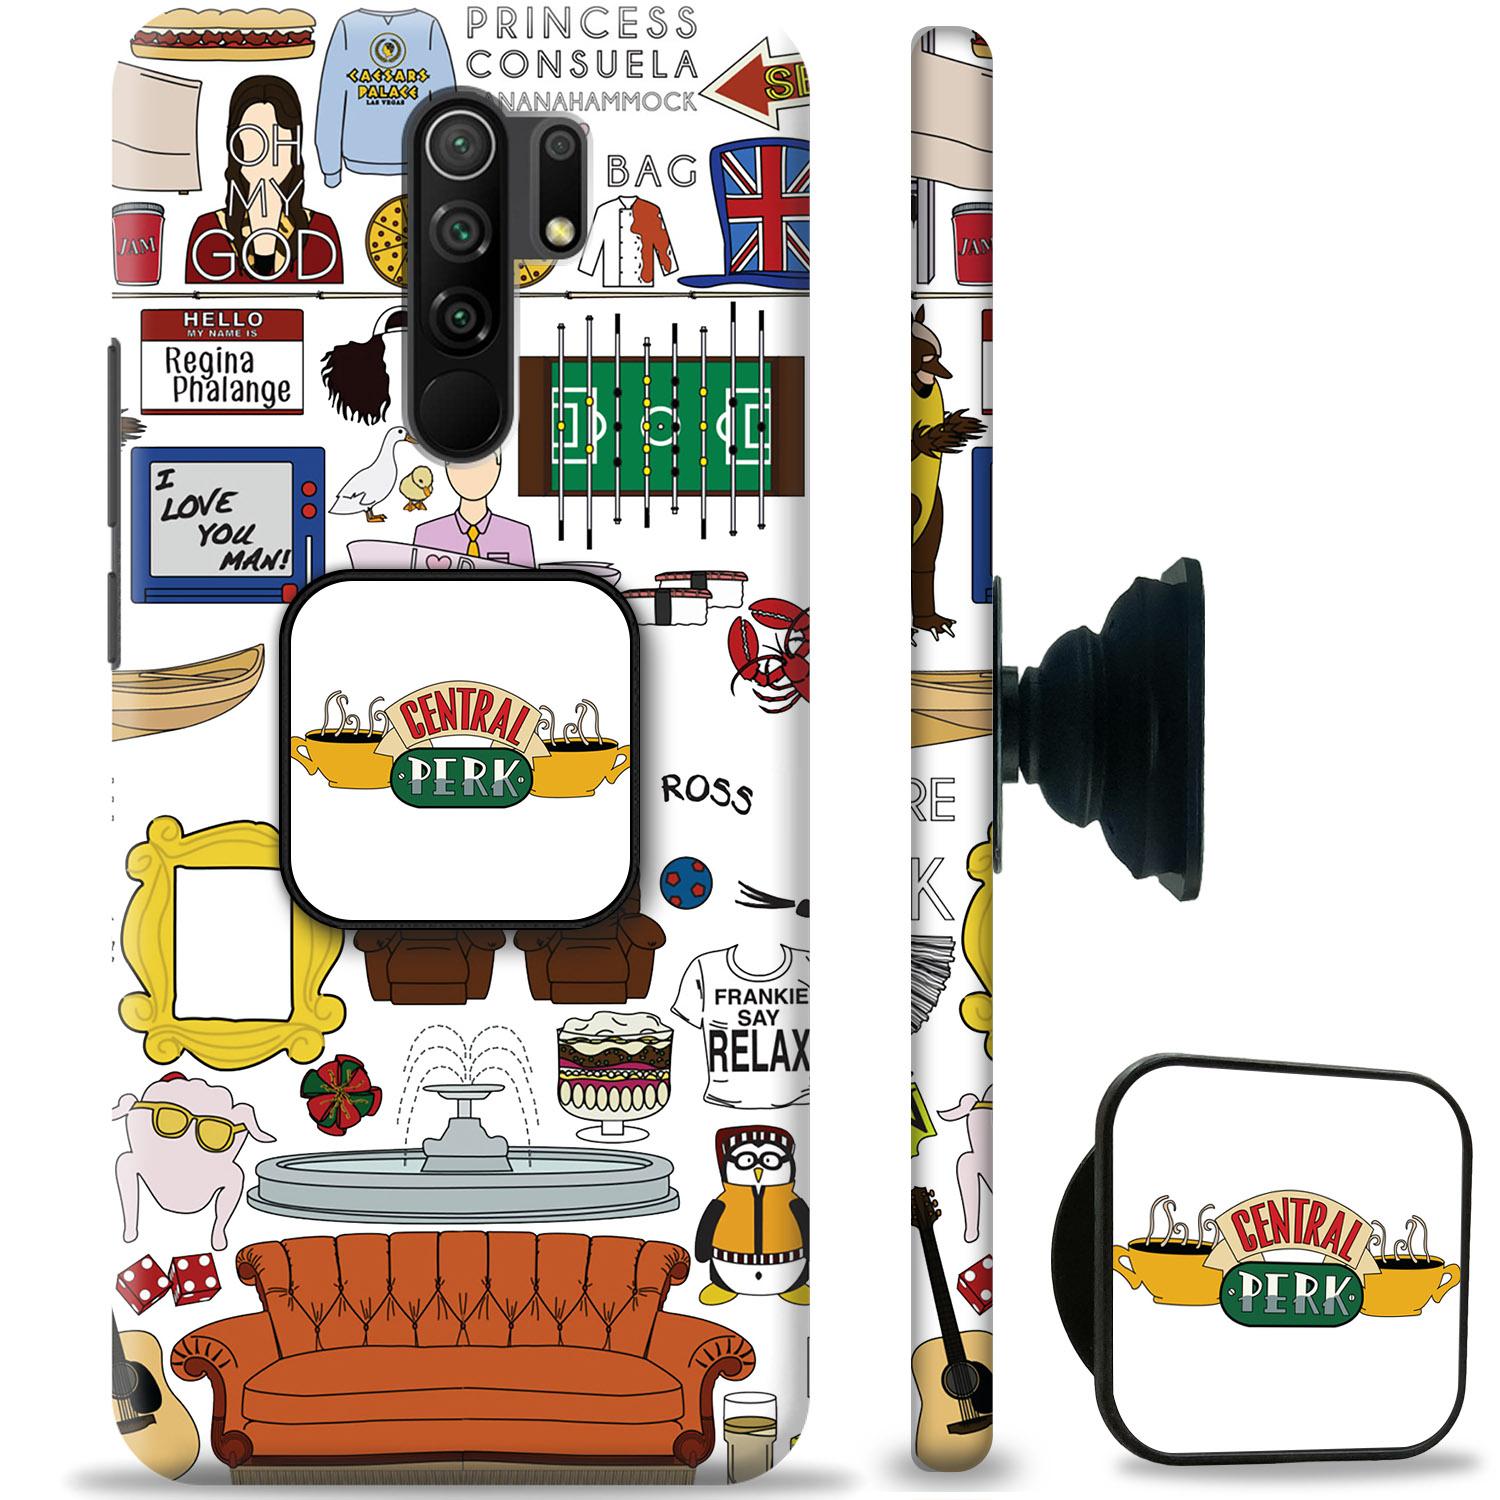 PRINCESS
CONSUELA
CAESARS
PALACE
LAS VEGAS
OH
MY
GOD
BAG
JAM
JAM
HELLO
MY NAME IS
Regina
Phalange
I
LOVE
YOU
MAN!
CENTRAL
PERK
ROSS
RE
K
FRANKIE
SAY
RELAX
CENTRAL
PERK